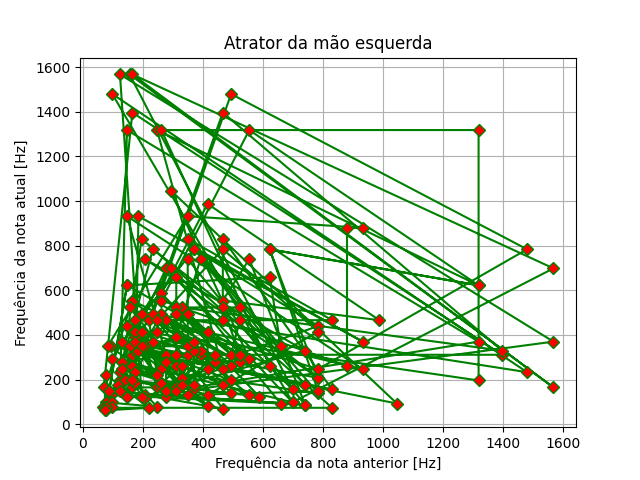 Atrator da mão esquerda
Frequência da nota atual [Hz]
1600
1400
1200
1000
800
600
400
200
0
0 200 400 600 800 1000 1200 1400 1600
Frequência da nota anterior [Hz]